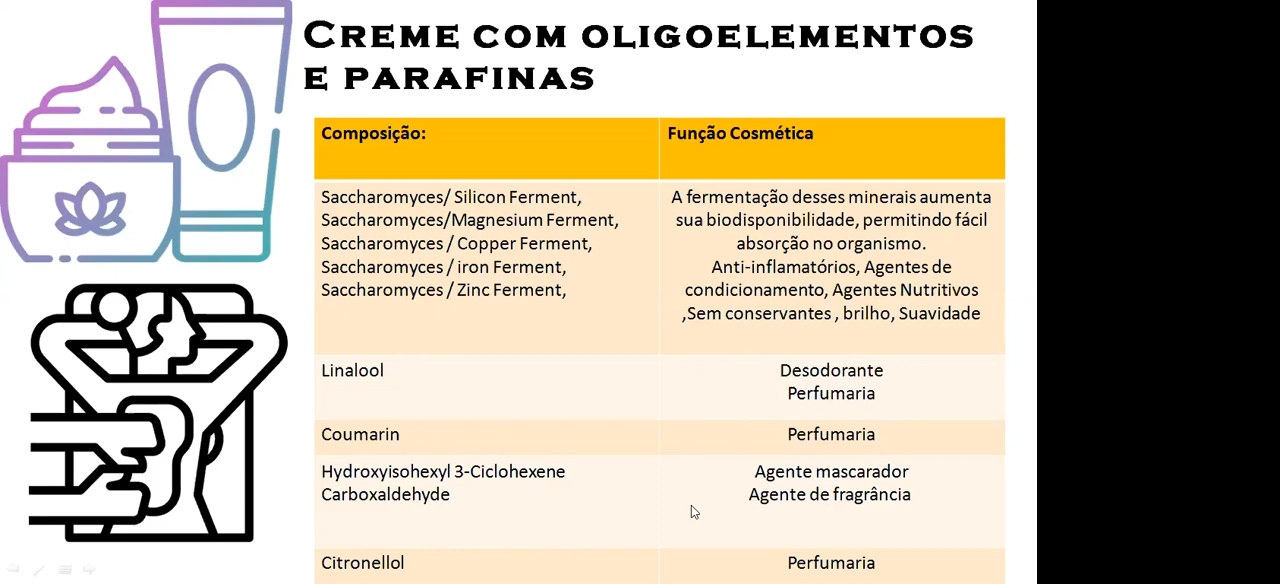 CREME COM OLIGOELEMENTOS
E PARAFINAS
Composição:
Função Cosmética
Saccharomyces/ Silicon Ferment,
Saccharomyces/Magnesium Ferment,
Saccharomyces / Copper Ferment,
Saccharomyces / iron Ferment,
Saccharomyces / Zinc Ferment,
A fermentação desses minerais aumenta
sua biodisponibilidade, permitindo fácil
absorção no organismo.
Anti-inflamatórios, Agentes de
condicionamento, Agentes Nutritivos
,Sem conservantes , brilho, Suavidade
Linalool
Desodorante
Perfumaria
Coumarin
Perfumaria
Hydroxyisohexyl 3-Ciclohexene
Carboxaldehyde
Agente mascarador
Agente de fragrância
Citronellol
Perfumaria